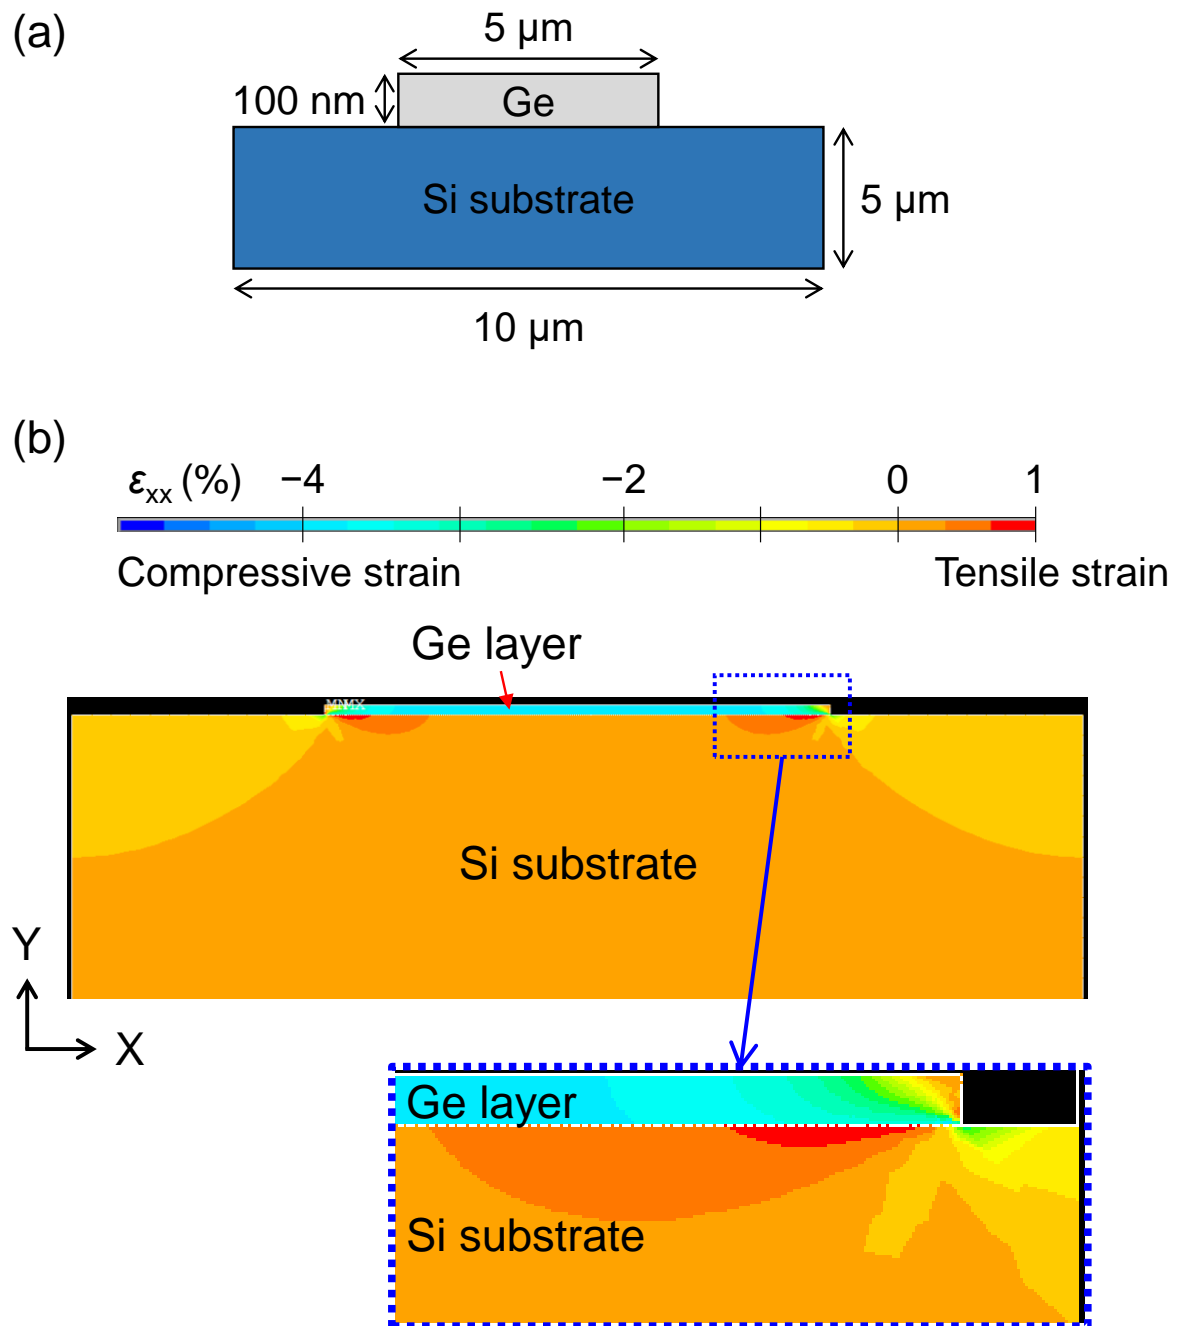 (a)
5 µm
100 nm
Ge
Si substrate
5 µm
10 µm
(b)
εxx (%) −4 −2 0 1
Compressive strain Tensile strain
Ge layer
MNMX
Si substrate
Y
X
Ge layer
Si substrate